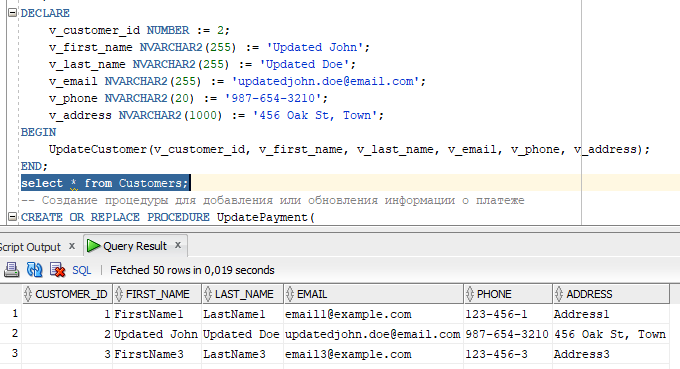 DECLARE
v_customer_id NUMBER := 2;
v_first_name NVARCHAR2(255) := 'Updated John';
v_last_name NVARCHAR2(255) := 'Updated Doe';
v_email NVARCHAR2(255) := 'updatedjohn.doe@email.com';
v_phone NVARCHAR2(20) := '987-654-3210';
v_address NVARCHAR2(1000) := '456 Oak St, Town';
BEGIN
UpdateCustomer(v_customer_id, v_first_name, v_last_name, v_email, v_phone, v_address);
END;
select * from Customers;
-- Создание процедуры для добавления или обновления информации о платеже
CREATE OR REPLACE PROCEDURE UpdatePayment(
Script Output x Query Result x
SQL | Fetched 50 rows in 0,019 seconds
CUSTOMER_ID FIRST_NAME LAST_NAME EMAIL PHONE ADDRESS
1 1 FirstName1 LastName1 email1@example.com 123-456-1 Address1
2 2 Updated John Updated Doe updatedjohn.doe@email.com 987-654-3210 456 Oak St, Town
3 3 FirstName3 LastName3 email3@example.com 123-456-3 Address3